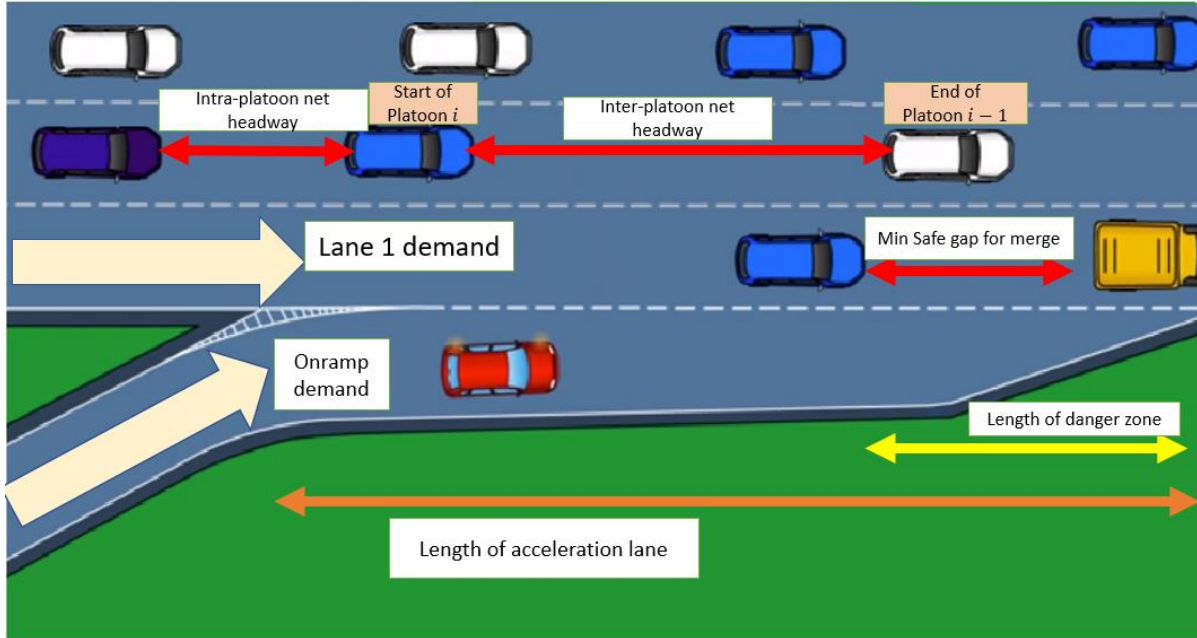 Intra-platoon net
headway
Start of
Platoon i
Inter-platoon net
headway
End of
Platoon i − 1
Lane 1 demand
Min Safe gap for merge
Onramp
demand
Length of danger zone
Length of acceleration lane